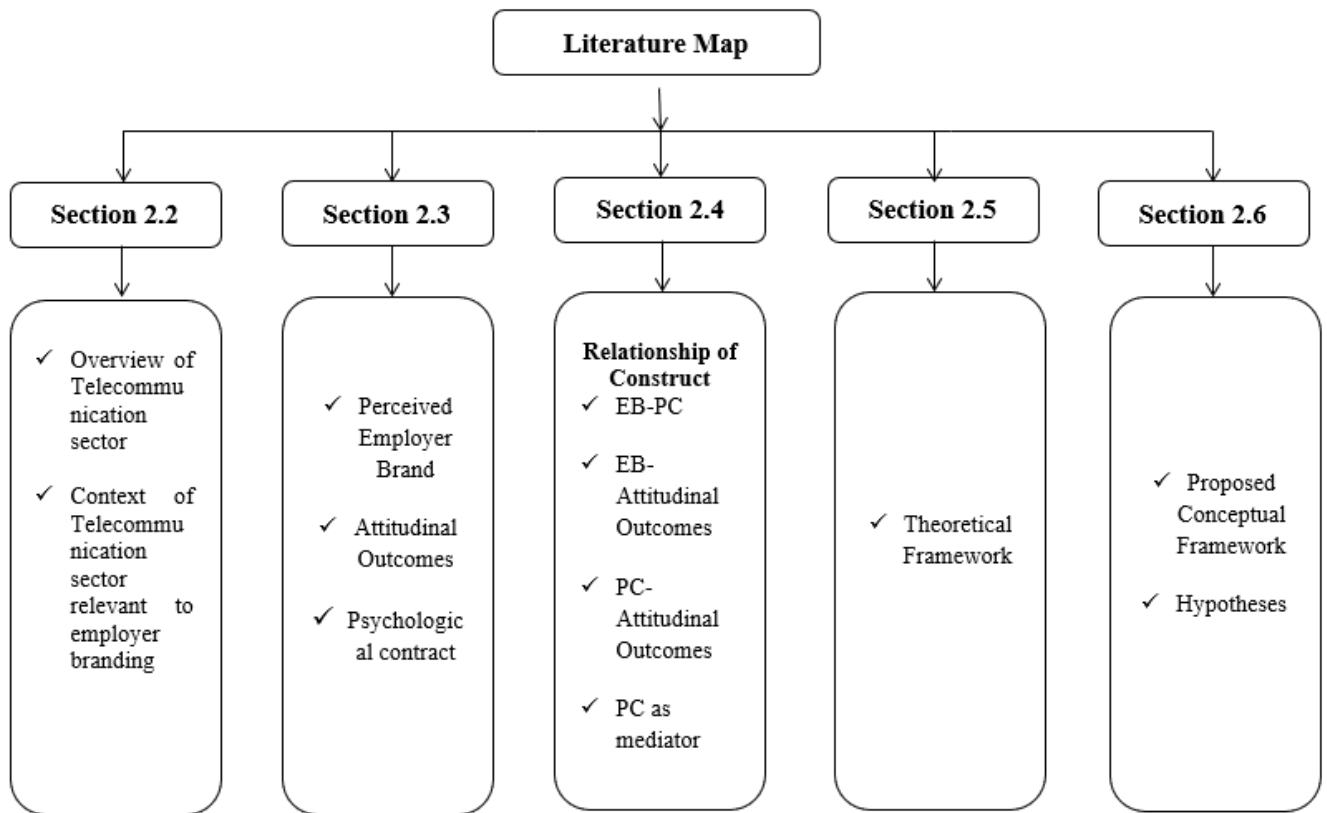 Literature Map
Section 2.2
Section 2.3
Section 2.4
Section 2.5
Section 2.6
✓ Overview of
Telecommu
nication
sector
✓ Context of
Telecommu
nication
sector
relevant to
employer
branding
✓ Perceived
Employer
Brand
✓ Attitudinal
Outcomes
✓ Psychologic
al contract
Relationship of
Construct
✓ EB-PC
✓ EB-
Attitudinal
Outcomes
✓ PC-
Attitudinal
Outcomes
✓ PC as
mediator
✓ Theoretical
Framework
✓ Proposed
Conceptual
Framework
✓ Hypotheses